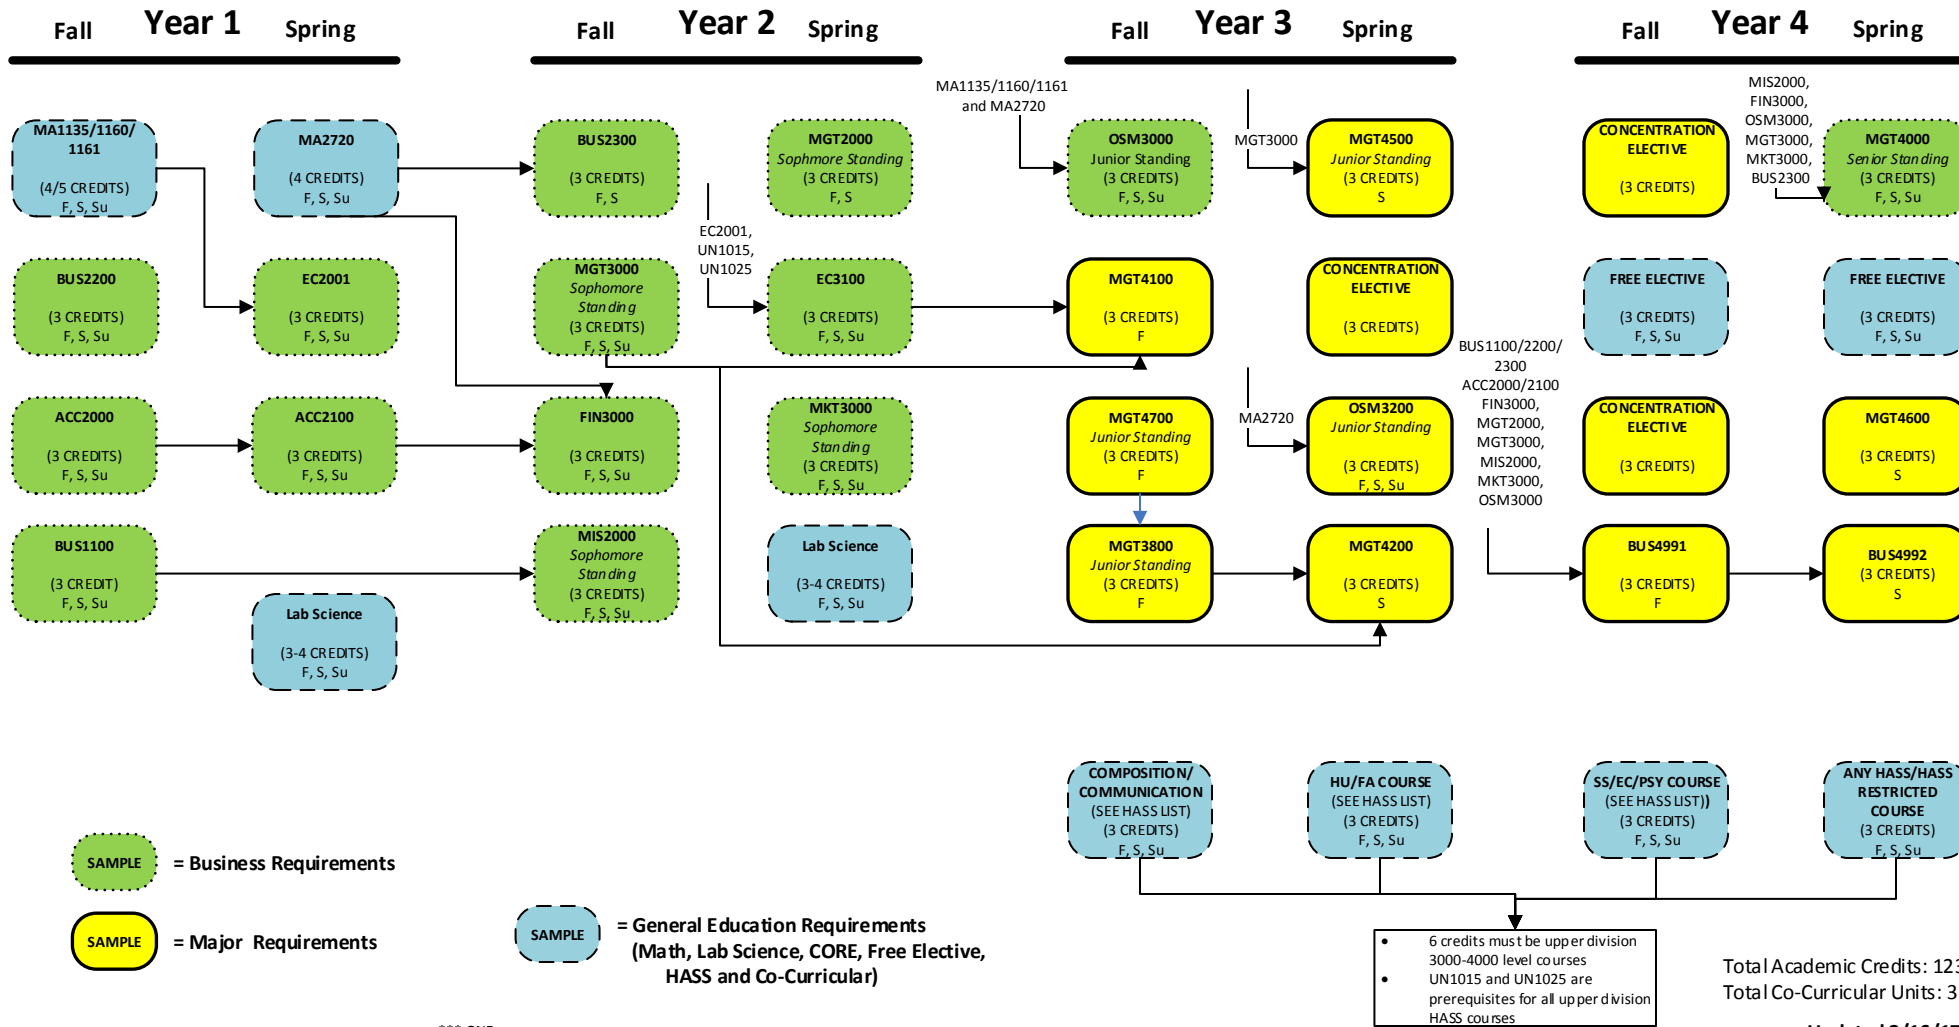 Year 1
Fall
Spring
Year 2
Fall
Spring
Year 3
Fall
Spring
Year 4
Fall
Spring
MA1135/1160/
1161
(4/5 CREDITS)
F, S, Su
MA2720
(4 CREDITS)
F, S, Su
BUS2300
(3 CREDITS)
F, S
MGT2000
Sophmore Standing
(3 CREDITS)
F, S
MA1135/1160/1161
and MA2720
OSM3000
Junior Standing
(3 CREDITS)
F, S, Su
MGT3000
MGT4500
Junior Standing
(3 CREDITS)
S
CONCENTRATION
ELECTIVE
(3 CREDITS)
MIS2000,
FIN3000,
OSM3000,
MGT3000,
MKT3000,
BUS2300
MGT4000
Senior Standing
(3 CREDITS)
F, S, Su
BUS2200
(3 CREDITS)
F, S, Su
EC2001
(3 CREDITS)
F, S, Su
MGT3000
Sophomore
Standing
(3 CREDITS)
F, S, Su
EC2001,
UN1015,
UN1025
EC3100
(3 CREDITS)
F, S, Su
MGT4100
(3 CREDITS)
F
CONCENTRATION
ELECTIVE
(3 CREDITS)
FREE ELECTIVE
(3 CREDITS)
F, S, Su
FREE ELECTIVE
(3 CREDITS)
F, S, Su
ACC2000
(3 CREDITS)
F, S, Su
ACC2100
(3 CREDITS)
F, S, Su
FIN3000
(3 CREDITS)
F, S, Su
MKT3000
Sophomore
Standing
(3 CREDITS)
F, S, Su
MGT4700
Junior Standing
(3 CREDITS)
F
MA2720
OSM3200
Junior Standing
(3 CREDITS)
F, S, Su
BUS1100/2200/
2300
ACC2000/2100
FIN3000,
MGT2000,
MGT3000,
MIS2000,
MKT3000,
OSM3000
CONCENTRATION
ELECTIVE
(3 CREDITS)
MGT4600
(3 CREDITS)
S
BUS1100
(3 CREDIT)
F, S, Su
Lab Science
(3-4 CREDITS)
F, S, Su
MIS2000
Sophomore
Standing
(3 CREDITS)
F, S, Su
Lab Science
(3-4 CREDITS)
F, S, Su
MGT3800
Junior Standing
(3 CREDITS)
F
MGT4200
(3 CREDITS)
S
BUS4991
(3 CREDITS)
F
BUS4992
(3 CREDITS)
S
COMPOSITION/
COMMUNICATION
(SEE HASS LIST)
(3 CREDITS)
F, S, Su
HU/FA COURSE
(SEE HASS LIST)
(3 CREDITS)
F, S, Su
SS/EC/PSY COURSE
(SEE HASS LIST))
(3 CREDITS)
F, S, Su
ANY HASS/HASS
RESTRICTED
COURSE
(3 CREDITS)
F, S, Su
SAMPLE = Business Requirements
SAMPLE = Major Requirements
SAMPLE = General Education Requirements
(Math, Lab Science, CORE, Free Elective,
HASS and Co-Curricular)
• 6 credits must be upper division
3000-4000 level courses
• UN1015 and UN1025 are
prerequisites for all upper division
HASS courses
Total Academic Credits: 123
Total Co-Curricular Units: 3